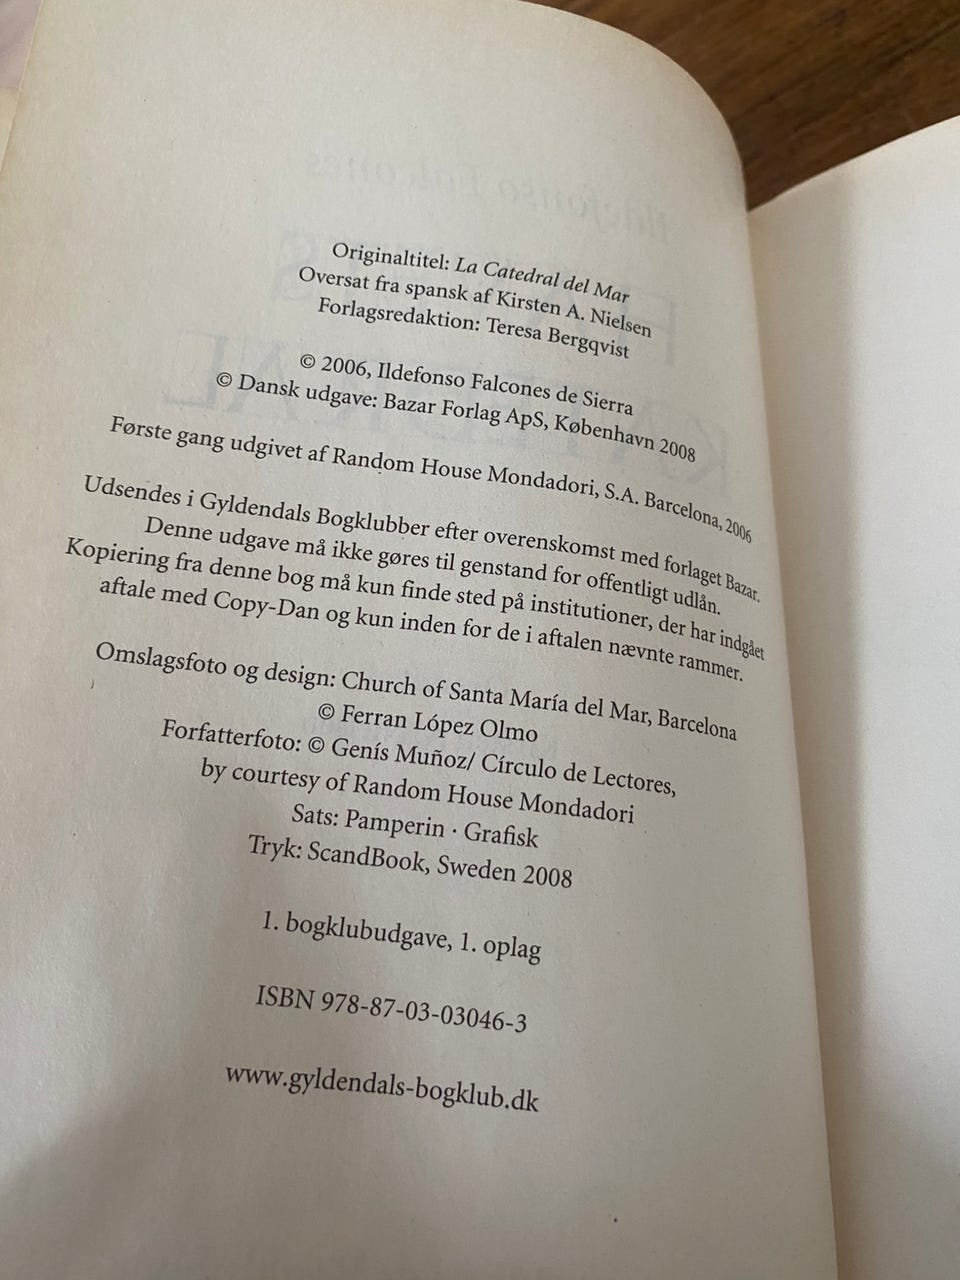 Originaltitel: La Catedral del Mar
Oversat fra spansk af Kirsten A. Nielsen
Forlagsredaktion: Teresa Bergqvist
© 2006, Ildefonso Falcones de Sierra
© Dansk udgave: Bazar Forlag ApS, København 2008
Første gang udgivet af Random House Mondadori, S.A. Barcelona, 2006
Udsendes i Gyldendals Bogklubber efter overenskomst med forlaget Bazar.
Denne udgave må ikke gøres til genstand for offentligt udlån.
Kopiering fra denne bog må kun finde sted på institutioner, der har indgået
aftale med Copy-Dan og kun inden for de i aftalen nævnte rammer.
Omslagsfoto og design: Church of Santa María del Mar, Barcelona
© Ferran López Olmo
Forfatterfoto: © Genís Muñoz/ Círculo de Lectores,
by courtesy of Random House Mondadori
Sats: Pamperin · Grafisk
Tryk: ScandBook, Sweden 2008
1. bogklubudgave, 1. oplag
ISBN 978-87-03-03046-3
www.gyldendals-bogklub.dk